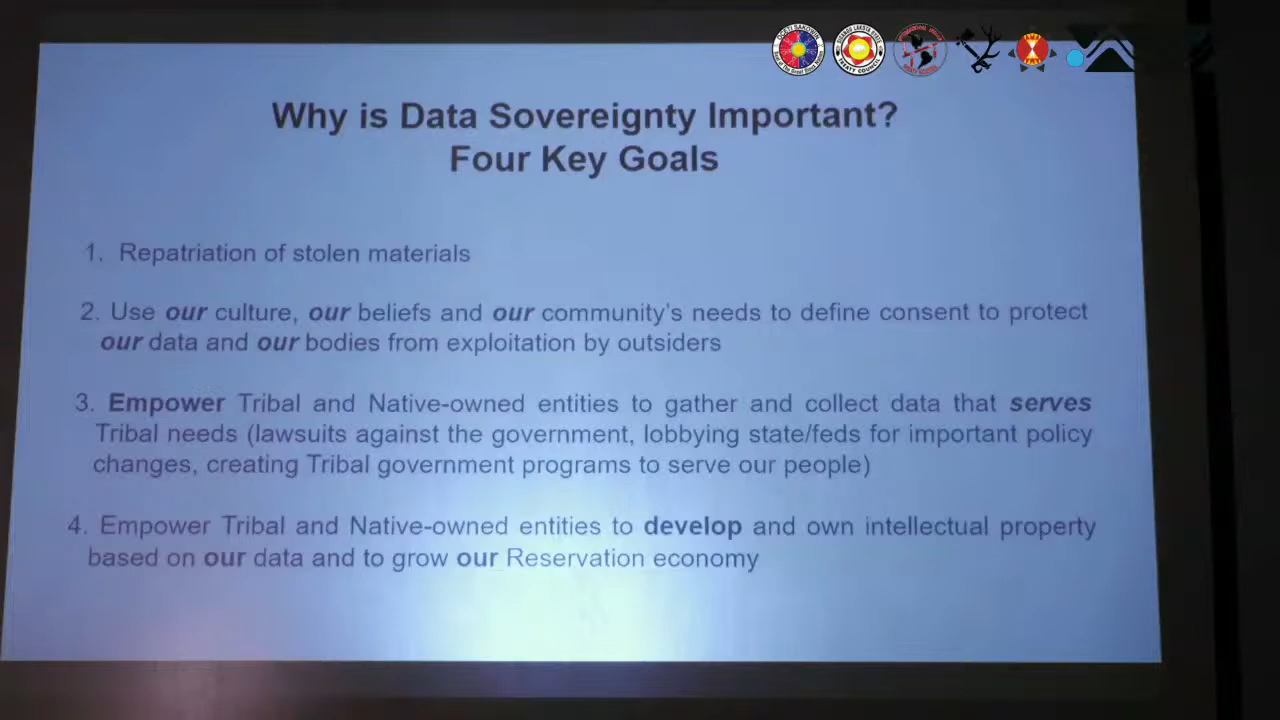 Why is Data Sovereignty Important?
Four Key Goals
1. Repatriation of stolen materials
2. Use our culture, our beliefs and our community's needs to define consent to protect
our data and our bodies from exploitation by outsiders
3. Empower Tribal and Native-owned entities to gather and collect data that serves
Tribal needs (lawsuits against the government, lobbying state/feds for important policy
changes, creating Tribal government programs to serve our people)
4. Empower Tribal and Native-owned entities to develop and own intellectual property
based on our data and to grow our Reservation economy
OCETI SAKOWIN
TREATY COUNCIL